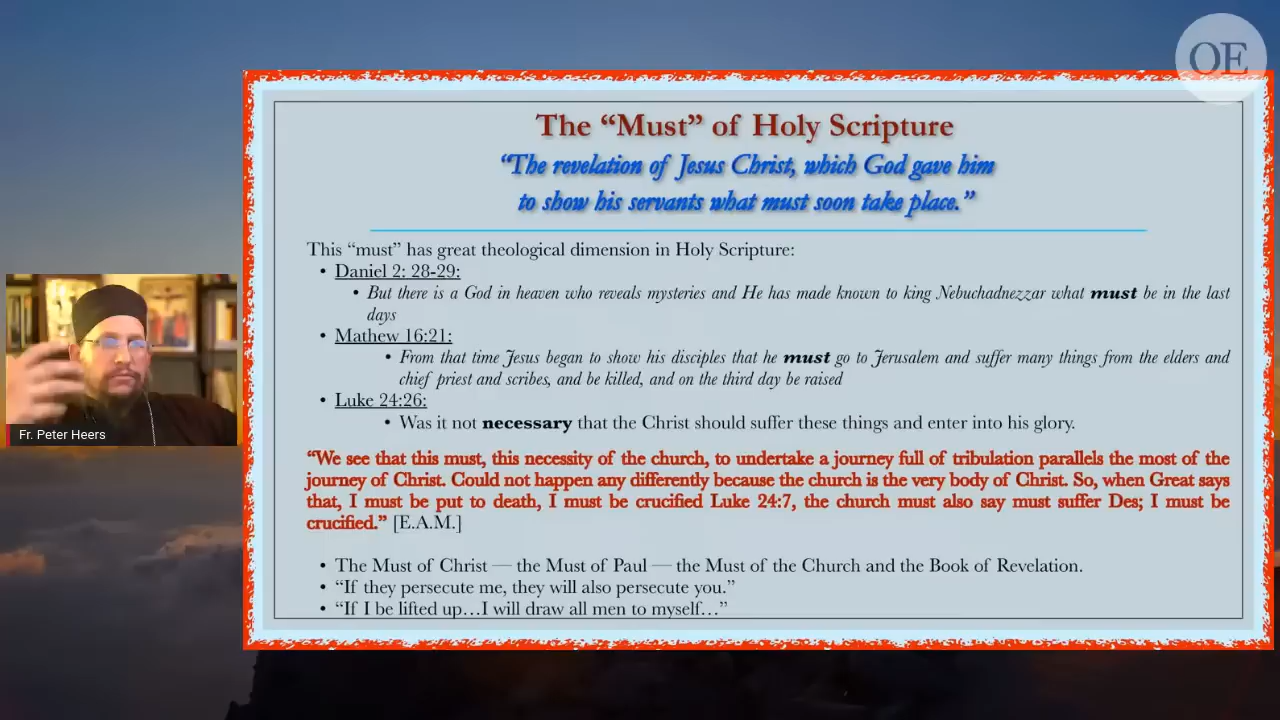 OE
The “Must” of Holy Scripture
“The revelation of Jesus Christ, which God gave him
to show his servants what must soon take place.”
This “must” has great theological dimension in Holy Scripture:
• Daniel 2: 28-29:
• But there is a God in heaven who reveals mysteries and He has made known to king Nebuchadnezzar what must be in the last
days
• Mathew 16:21:
• From that time Jesus began to show his disciples that he must go to Jerusalem and suffer many things from the elders and
chief priest and scribes, and be killed, and on the third day be raised
• Luke 24:26:
• Was it not necessary that the Christ should suffer these things and enter into his glory.
“We see that this must, this necessity of the church, to undertake a journey full of tribulation parallels the most of the
journey of Christ. Could not happen any differently because the church is the very body of Christ. So, when Great says
that, I must be put to death, I must be crucified Luke 24:7, the church must also say must suffer Des; I must be
crucified.” [E.A.M.]
• The Must of Christ — the Must of Paul — the Must of the Church and the Book of Revelation.
• “If they persecute me, they will also persecute you.”
• “If I be lifted up…I will draw all men to myself…”
Fr. Peter Heers